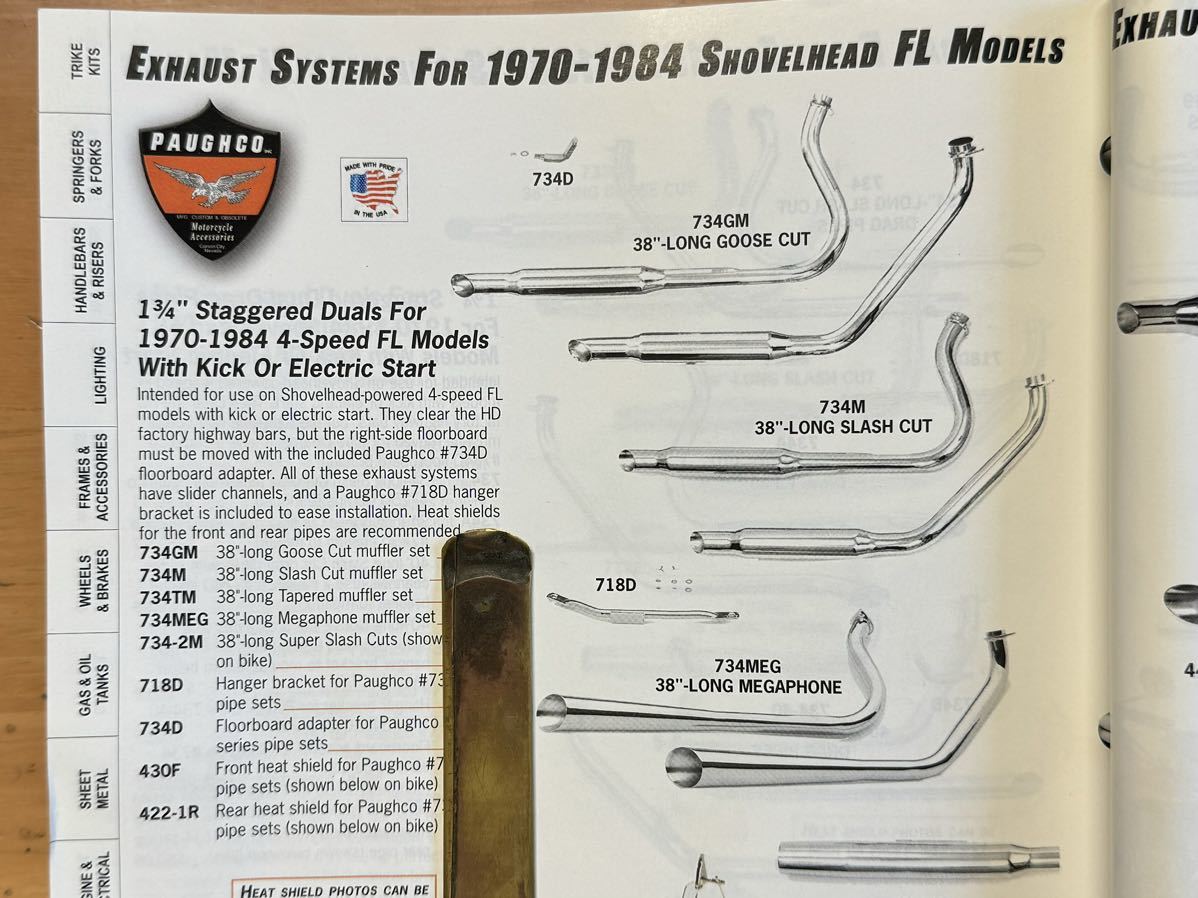 TRIKE
KITS
SPRINGERS
& FORKS
HANDLEBARS
& RISERS
LIGHTING
FRAMES &
ACCESSORIES
WHEELS
& BRAKES
GAS & OIL
TANKS
SHEET
METAL
EXHAUST SYSTEMS FOR 1970-1984 SHOVELHEAD FL MODELS
PAUGHCO INC.
MFG. CUSTOM & OBSOLETE
Motorcycle
Accessories
Carson City
Nevada
MADE WITH PRIDE
IN THE USA
734D
734GM
38"-LONG GOOSE CUT
1¾" Staggered Duals For
1970-1984 4-Speed FL Models
With Kick Or Electric Start
Intended for use on Shovelhead-powered 4-speed FL
models with kick or electric start. They clear the HD
factory highway bars, but the right-side floorboard
must be moved with the included Paughco #734D
floorboard adapter. All of these exhaust systems
have slider channels, and a Paughco #718D hanger
bracket is included to ease installation. Heat shields
for the front and rear pipes are recommended
734GM 38"-long Goose Cut muffler set
734M 38"-long Slash Cut muffler set
734TM 38"-long Tapered muffler set
734MEG 38"-long Megaphone muffler set
734-2M 38"-long Super Slash Cuts (show
on bike)
718D Hanger bracket for Paughco #73
pipe sets
734D Floorboard adapter for Paughco
series pipe sets
430F Front heat shield for Paughco #7
pipe sets (shown below on bike)
422-1R Rear heat shield for Paughco #7
pipe sets (shown below on bike)
HEAT SHIELD PHOTOS CAN BE
734M
38"-LONG SLASH CUT
718D
734MEG
38"-LONG MEGAPHONE
EXHAU